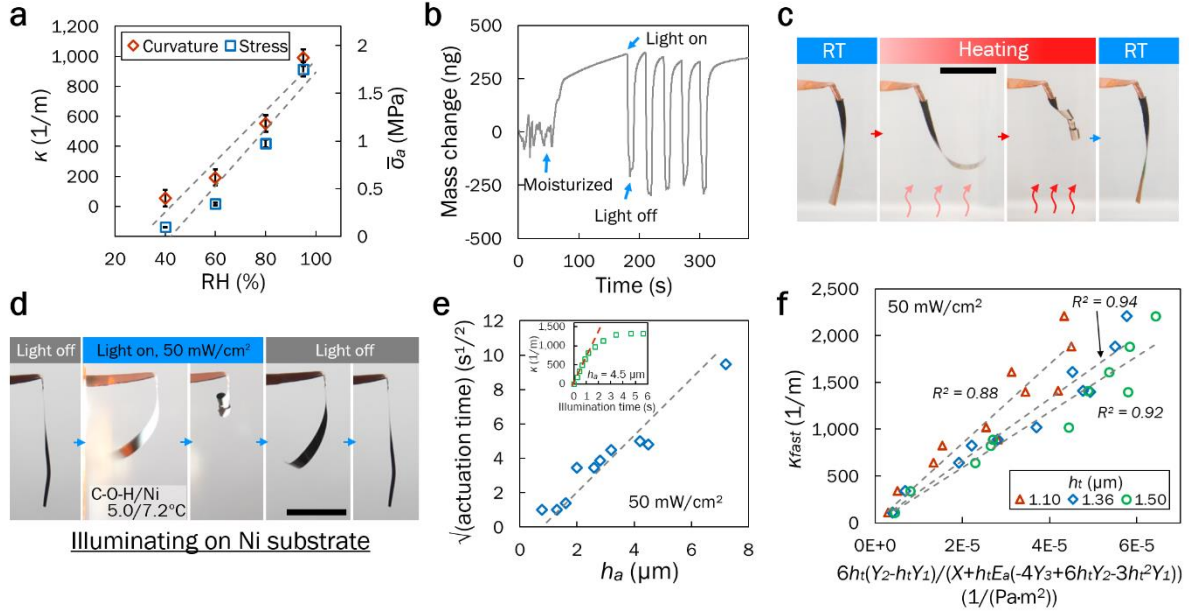 a
Curvature Stress
κ (1/m)
1,000
800
600
400
200
0
2
1.5
1
0.5
0
σ̅a (MPa)
20 40 60 80 100
RH (%)
b
Mass change (ng)
500
250
0
-250
-500
Light on
Moisturized
Light off
0 100 200 300
Time (s)
c
RT Heating RT
d
Light off Light on, 50 mW/cm² Light off
C-O-H/Ni
5.0/7.2°C
Illuminating on Ni substrate
e
√(actuation time) (s^1/2)
12
10
8
6
4
2
0
κ (1/m)
1,500
1,000
500
0
hₐ = 4.5 µm
0 1 2 3 4 5 6
Illumination time (s)
50 mW/cm²
0 2 4 6 8
hₐ (µm)
f
κfast (1/m)
2,500
2,000
1,500
1,000
500
0
50 mW/cm²
R² = 0.94
R² = 0.88
R² = 0.92
hₜ (µm)
1.10 1.36 1.50
0E+0 2E-5 4E-5 6E-5
6hₜ(Y₂-hₜY₁)/(X+hₜEₐ(-4Y₃+6hₜY₂-3hₜ²Y₁))
(1/(Pa·m²))